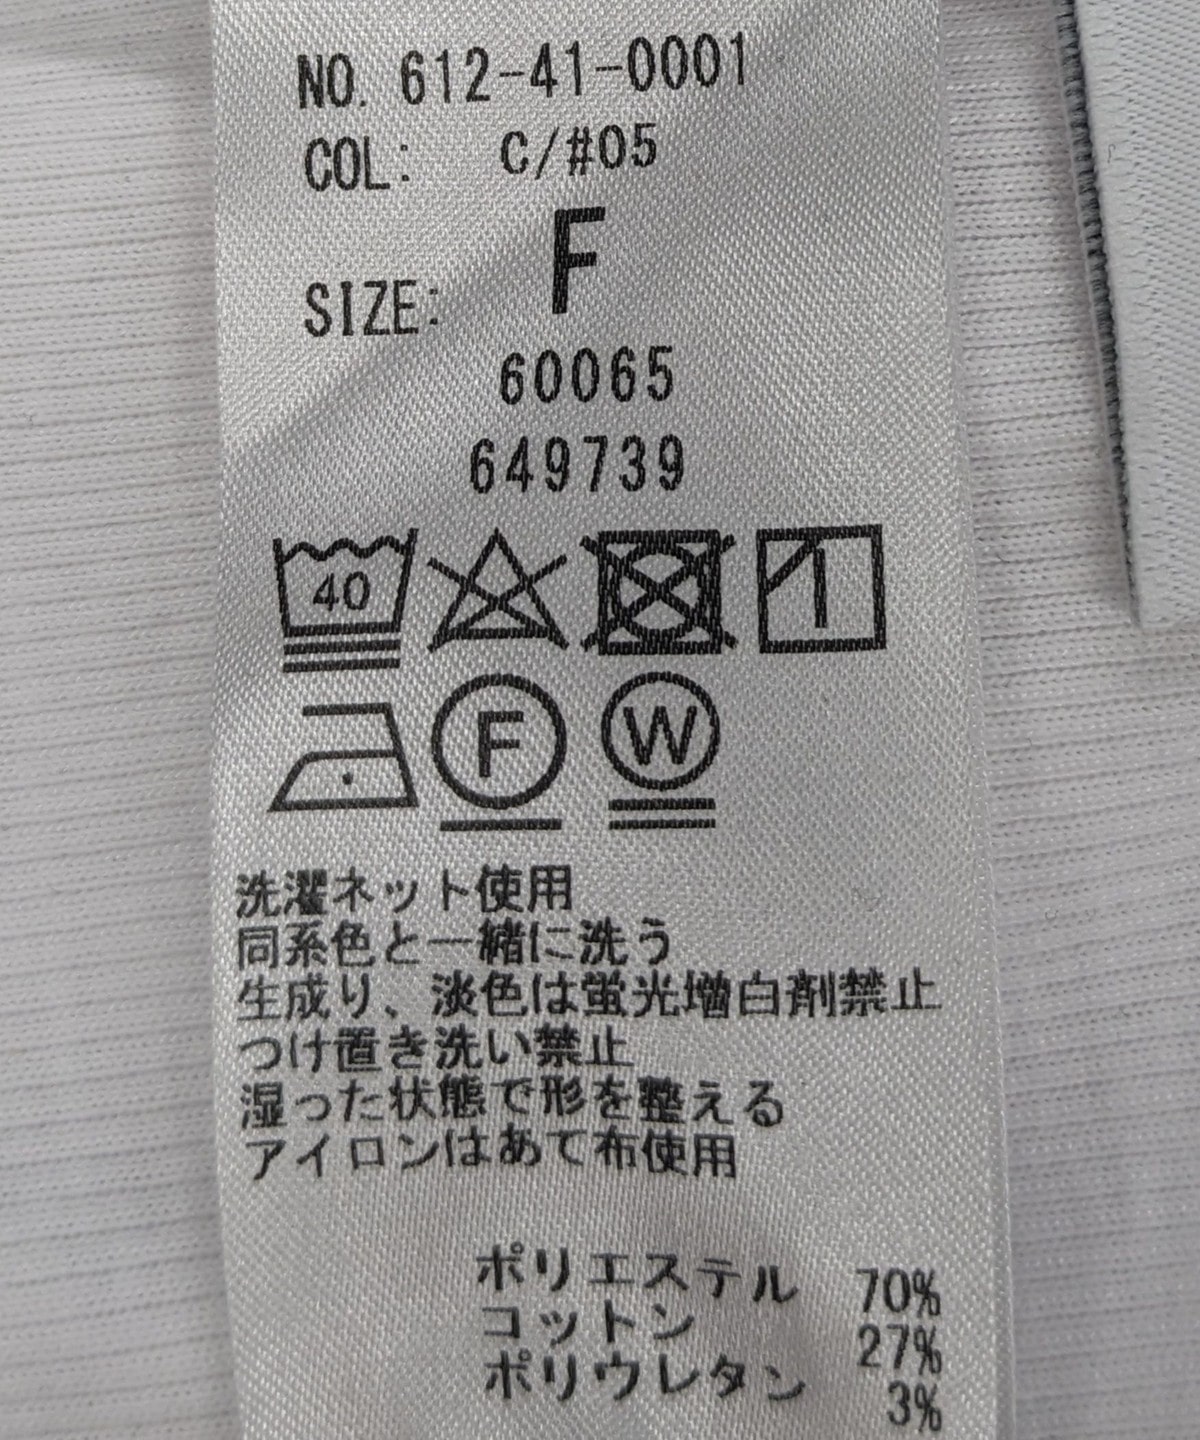 NO. 612-41-0001
COL: C/#05
SIZE: F
60065
649739
40
F W
洗濯ネット使用
同系色と一緒に洗う
生成り、淡色は蛍光増白剤禁止
つけ置き洗い禁止
湿った状態で形を整える
アイロンはあて布使用
ポリエステル 70%
コットン 27%
ポリウレタン 3%